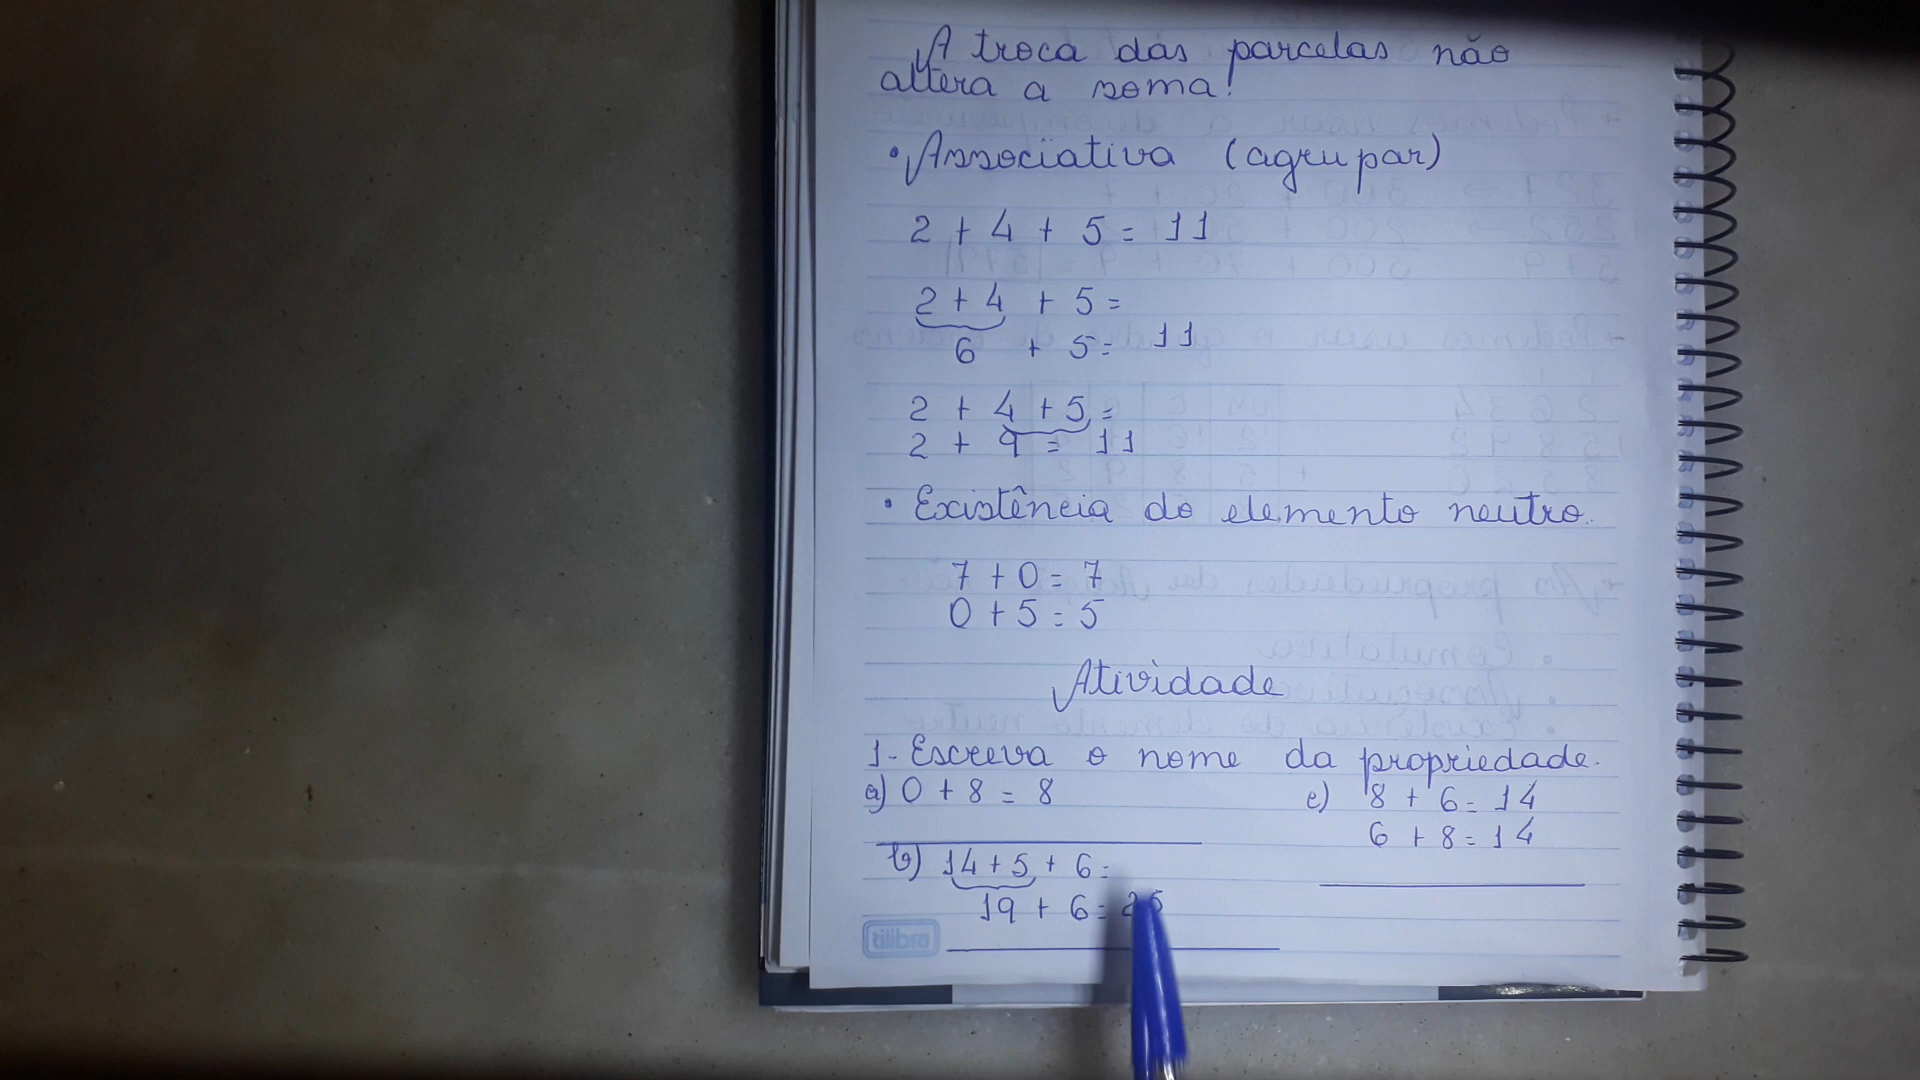 A troca das parcelas não
altera a soma!
• Associativa (agrupar)
2 + 4 + 5 = 11
2 + 4 + 5 =
6 + 5 = 11
2 + 4 + 5 =
2 + 9 = 11
• Existência do elemento neutro.
7 + 0 = 7
0 + 5 = 5
Atividade
1- Escreva o nome da propriedade.
a) 0 + 8 = 8
b) 14 + 5 + 6 =
19 + 6 = 25
c) 8 + 6 = 14
6 + 8 = 14
tilibra